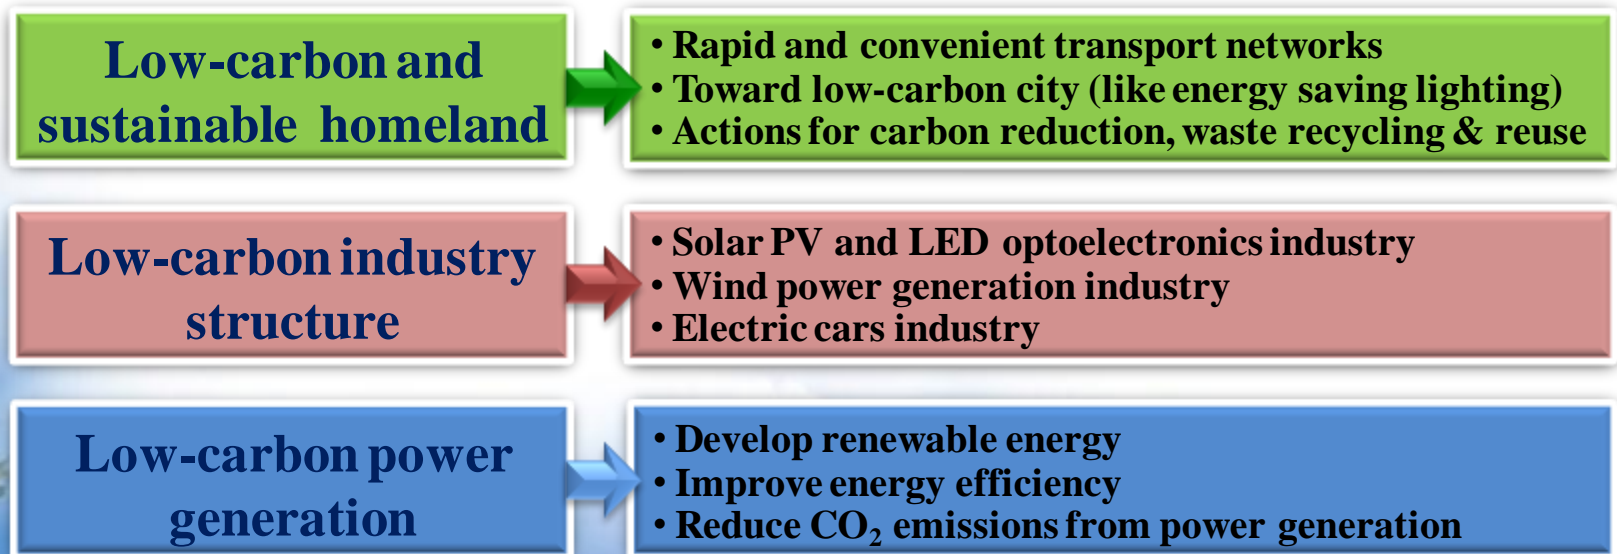 Low-carbon and
sustainable homeland
• Rapid and convenient transport networks
• Toward low-carbon city (like energy saving lighting)
• Actions for carbon reduction, waste recycling & reuse
Low-carbon industry
structure
• Solar PV and LED optoelectronics industry
• Wind power generation industry
• Electric cars industry
Low-carbon power
generation
• Develop renewable energy
• Improve energy efficiency
• Reduce CO₂ emissions from power generation